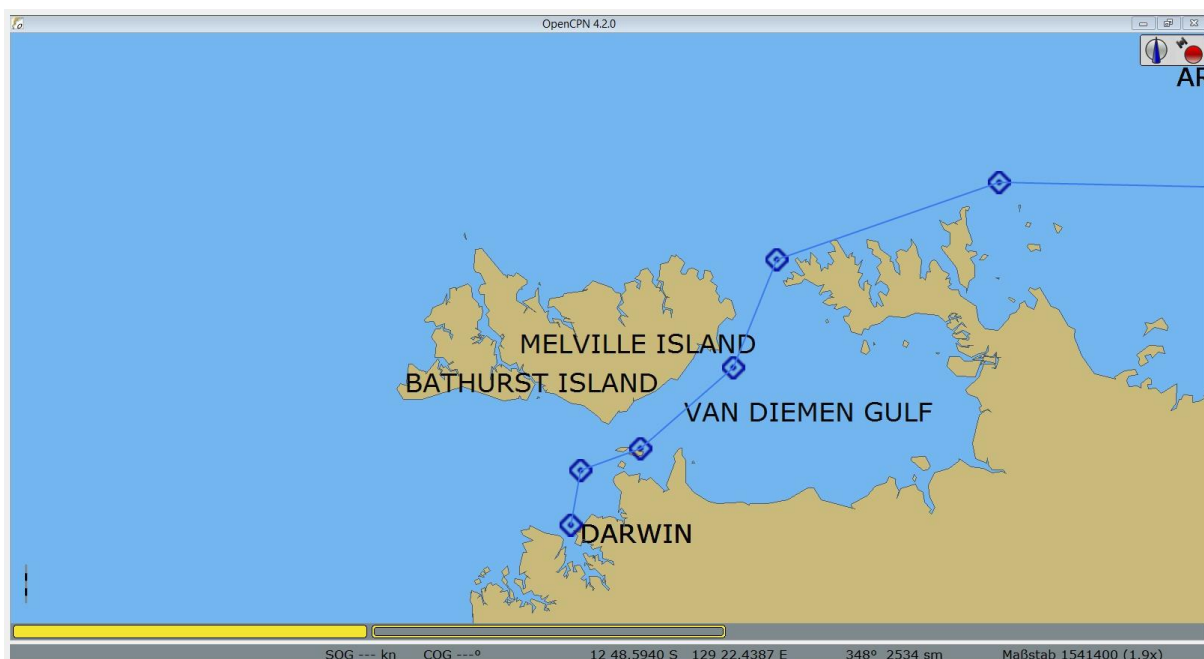 OpenCPN 4.2.0
AR
MELVILLE ISLAND
BATHURST ISLAND
VAN DIEMEN GULF
DARWIN
SOG --- kn COG ---° 12 48.5940 S 129 22.4387 E 348° 2534 sm Maßstab 1541400 (1,9x)